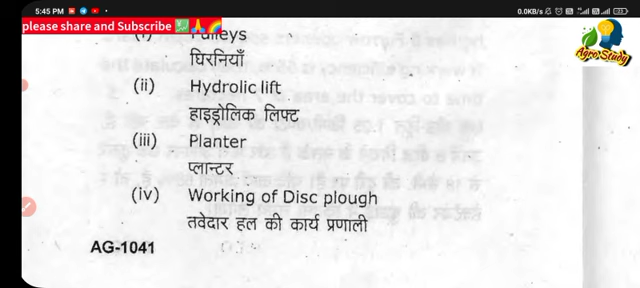 5:45 PM
0.0KB/s
please share and Subscribe
Agro Study
(i) Pulleys
घिरनियाँ
(ii) Hydrolic lift
हाइड्रोलिक लिफ्ट
(iii) Planter
प्लान्टर
(iv) Working of Disc plough
तवेदार हल की कार्य प्रणाली
AG-1041